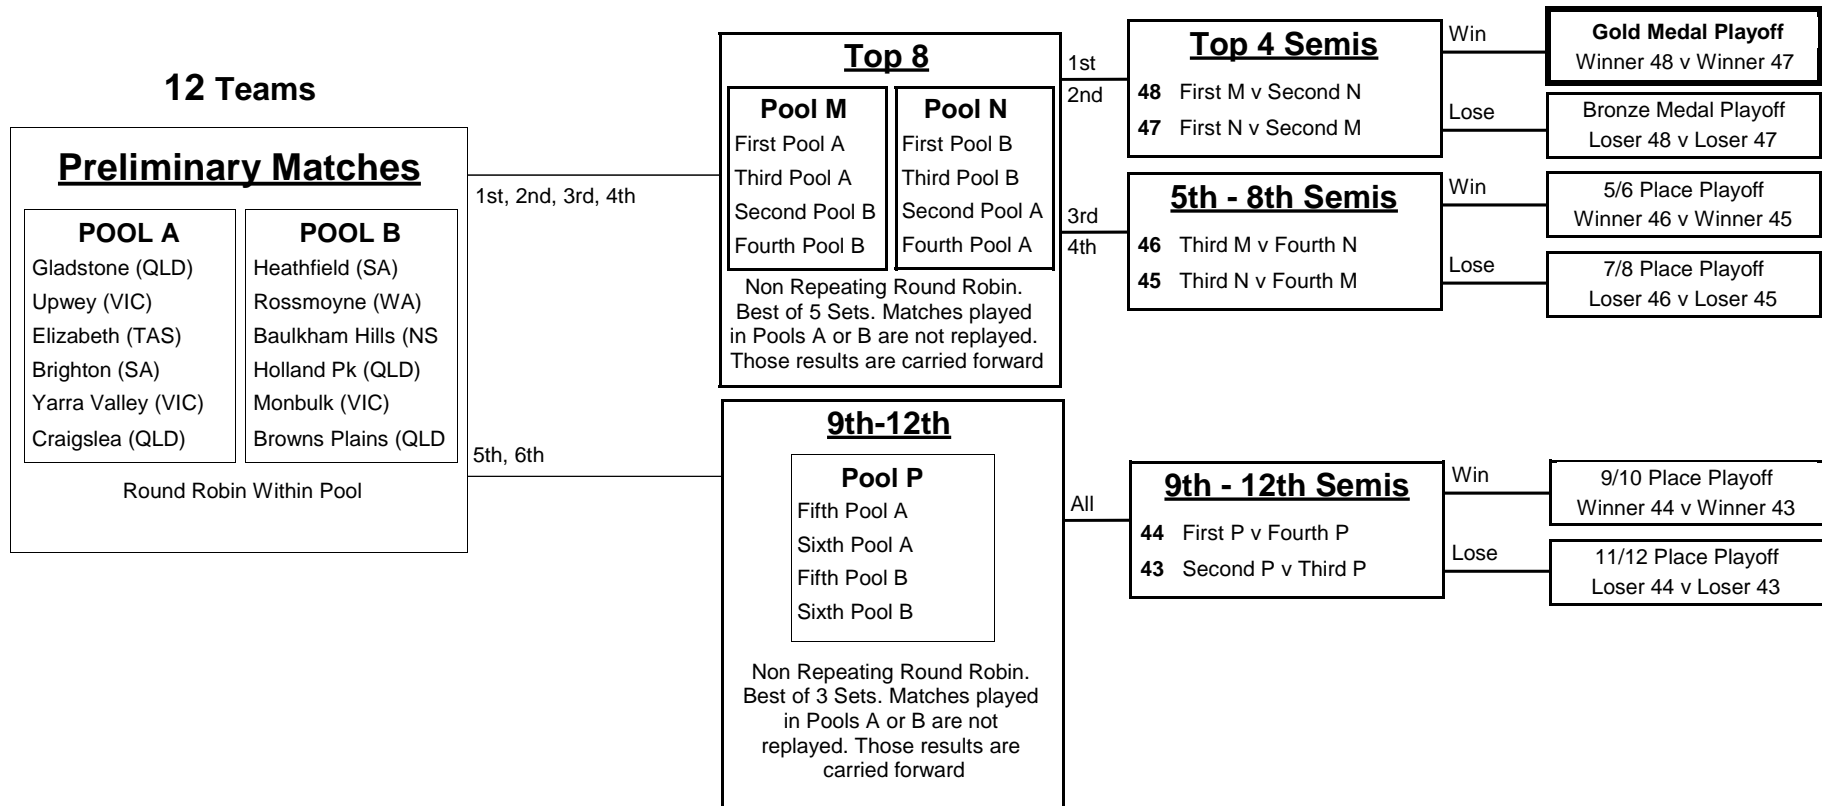 12 Teams
Preliminary Matches
POOL A
Gladstone (QLD)
Upwey (VIC)
Elizabeth (TAS)
Brighton (SA)
Yarra Valley (VIC)
Craigslea (QLD)
POOL B
Heathfield (SA)
Rossmoyne (WA)
Baulkham Hills (NS
Holland Pk (QLD)
Monbulk (VIC)
Browns Plains (QLD
Round Robin Within Pool
1st, 2nd, 3rd, 4th
5th, 6th
Top 8
Pool M
First Pool A
Third Pool A
Second Pool B
Fourth Pool B
Pool N
First Pool B
Third Pool B
Second Pool A
Fourth Pool A
Non Repeating Round Robin.
Best of 5 Sets. Matches played
in Pools A or B are not replayed.
Those results are carried forward
9th-12th
Pool P
Fifth Pool A
Sixth Pool A
Fifth Pool B
Sixth Pool B
Non Repeating Round Robin.
Best of 3 Sets. Matches played
in Pools A or B are not
replayed. Those results are
carried forward
1st
2nd
3rd
4th
All
Top 4 Semis
48 First M v Second N
47 First N v Second M
5th - 8th Semis
46 Third M v Fourth N
45 Third N v Fourth M
9th - 12th Semis
44 First P v Fourth P
43 Second P v Third P
Win
Gold Medal Playoff
Winner 48 v Winner 47
Lose
Bronze Medal Playoff
Loser 48 v Loser 47
Win
5/6 Place Playoff
Winner 46 v Winner 45
Lose
7/8 Place Playoff
Loser 46 v Loser 45
Win
9/10 Place Playoff
Winner 44 v Winner 43
Lose
11/12 Place Playoff
Loser 44 v Loser 43